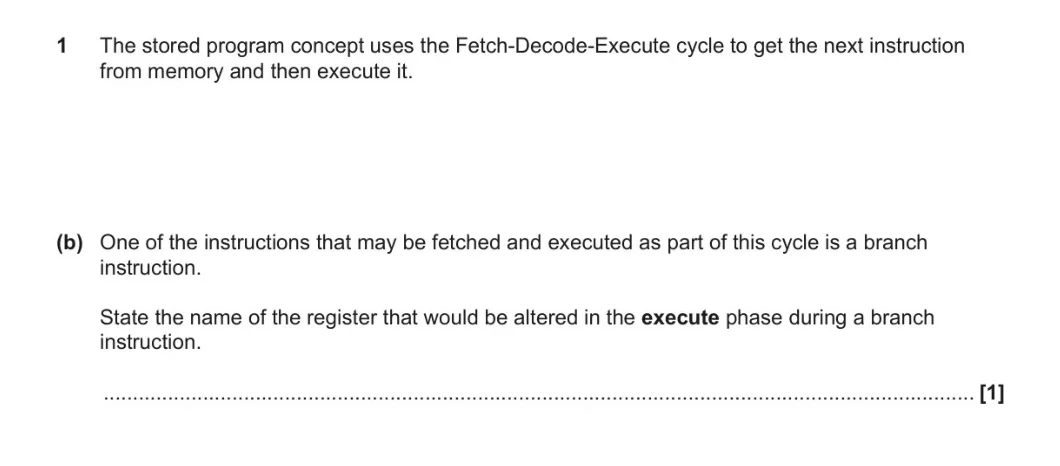 1 The stored program concept uses the Fetch-Decode-Execute cycle to get the next instruction
from memory and then execute it.
(b) One of the instructions that may be fetched and executed as part of this cycle is a branch
instruction.
State the name of the register that would be altered in the execute phase during a branch
instruction.
.......................................................................................................................................................... [1]